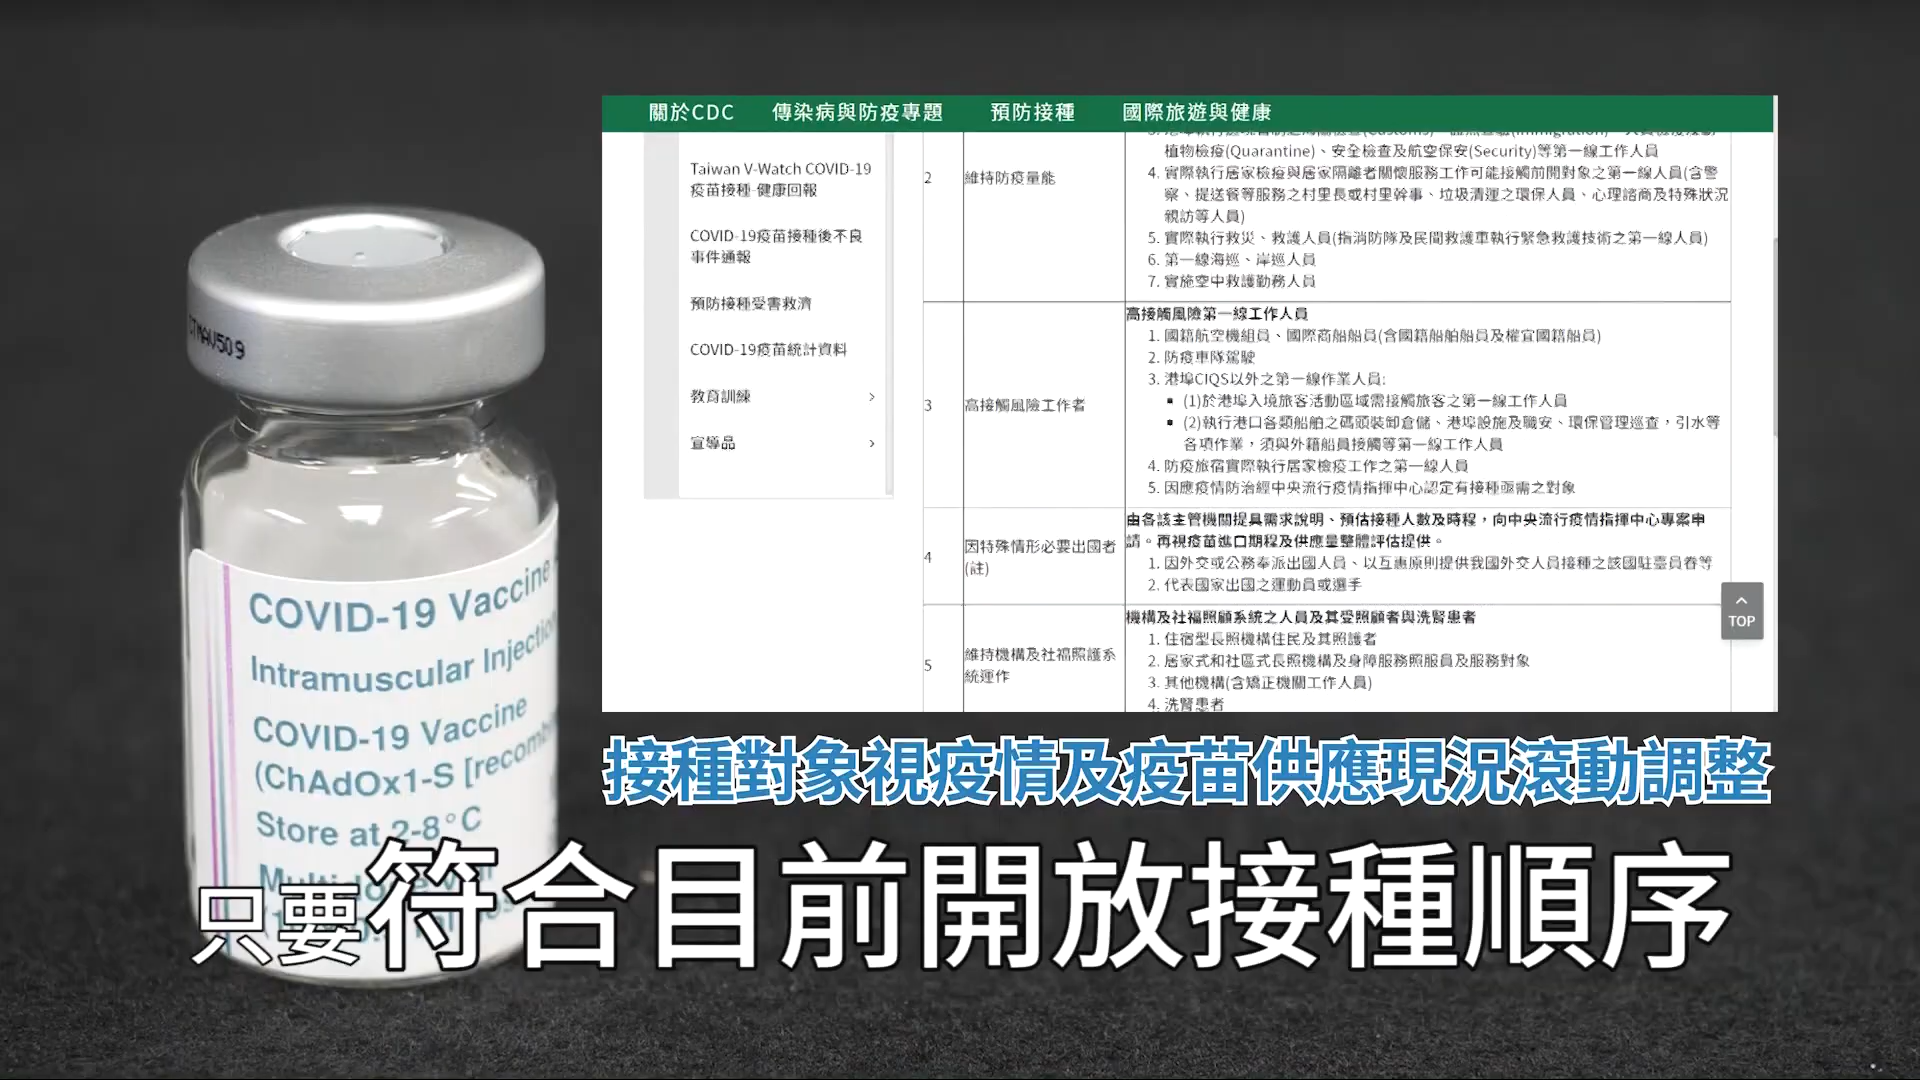 關於CDC 傳染病與防疫專題 預防接種 國際旅遊與健康
Taiwan V-Watch COVID-19
疫苗接種-健康回報
COVID-19疫苗接種後不良
事件通報
預防接種受害救濟
COVID-19疫苗統計資料
教育訓練
宣導品
2 維持防疫量能
植物檢疫(Quarantine)、安全檢查及航空保安(Security)等第一線工作人員
4. 實際執行居家檢疫與居家隔離者關懷服務工作可能接觸前開對象之第一線人員(含警
察、提送餐等服務之村里長或村里幹事、垃圾清運之環保人員、心理諮商及特殊狀況
親訪等人員)
5. 實際執行救災、救護人員(指消防隊及民間救護車執行緊急救護技術之第一線人員)
6. 第一線海巡、岸巡人員
7. 實施空中救護勤務人員
3 高接觸風險工作者
高接觸風險第一線工作人員
1. 國籍航空機組員、國際商船船員(含國籍船舶船員及權宜國籍船員)
2. 防疫車隊駕駛
3. 港埠CIQS以外之第一線作業人員:
▪ (1)於港埠入境旅客活動區域需接觸旅客之第一線工作人員
▪ (2)執行港口各類船舶之碼頭裝卸倉儲、港埠設施及職安、環保管理巡查，引水等
各項作業，須與外籍船員接觸等第一線工作人員
4. 防疫旅宿實際執行居家檢疫工作之第一線人員
5. 因應疫情防治經中央流行疫情指揮中心認定有接種亟需之對象
4 因特殊情形必要出國者
(註)
由各該主管機關提具需求說明、預估接種人數及時程，向中央流行疫情指揮中心專案申
請。再視疫苗進口期程及供應量整體評估提供。
1. 因外交或公務奉派出國人員、以互惠原則提供我國外交人員接種之該國駐臺員眷等
2. 代表國家出國之運動員或選手
5 維持機構及社福照護系
統運作
機構及社福照顧系統之人員及其受照顧者與洗腎患者
1. 住宿型長照機構住民及其照護者
2. 居家式和社區式長照機構及身障服務照服員及服務對象
3. 其他機構(含矯正機關工作人員)
4. 洗腎患者
TOP
CTMAV509
COVID-19 Vaccine
Intramuscular Injection
COVID-19 Vaccine
(ChAdOx1-S [recomb
Store at 2-8°C
接種對象視疫情及疫苗供應現況滾動調整
只要符合目前開放接種順序